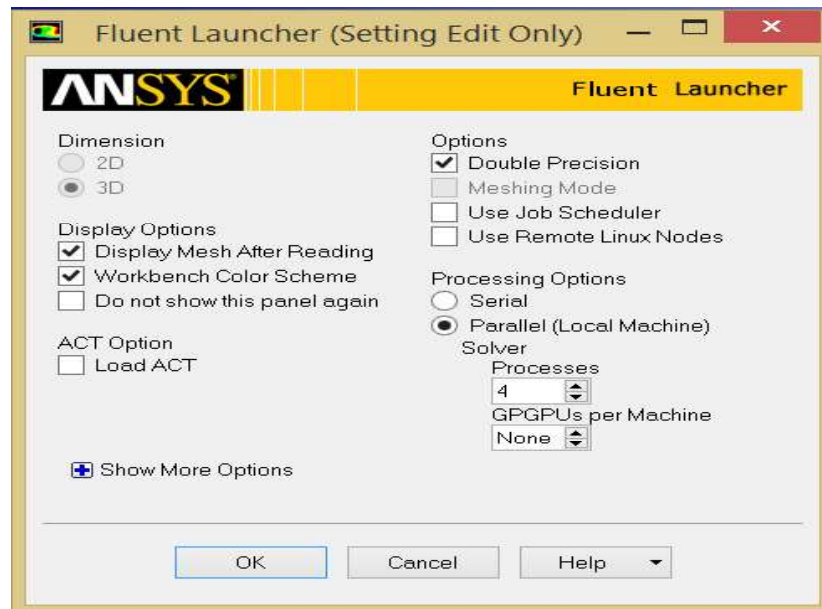 Fluent Launcher (Setting Edit Only)
ANSYS
Fluent Launcher
Dimension
2D
3D
Display Options
Display Mesh After Reading
Workbench Color Scheme
Do not show this panel again
ACT Option
Load ACT
Options
Double Precision
Meshing Mode
Use Job Scheduler
Use Remote Linux Nodes
Processing Options
Serial
Parallel (Local Machine)
Solver
Processes
4
GPGPUs per Machine
None
Show More Options
OK
Cancel
Help